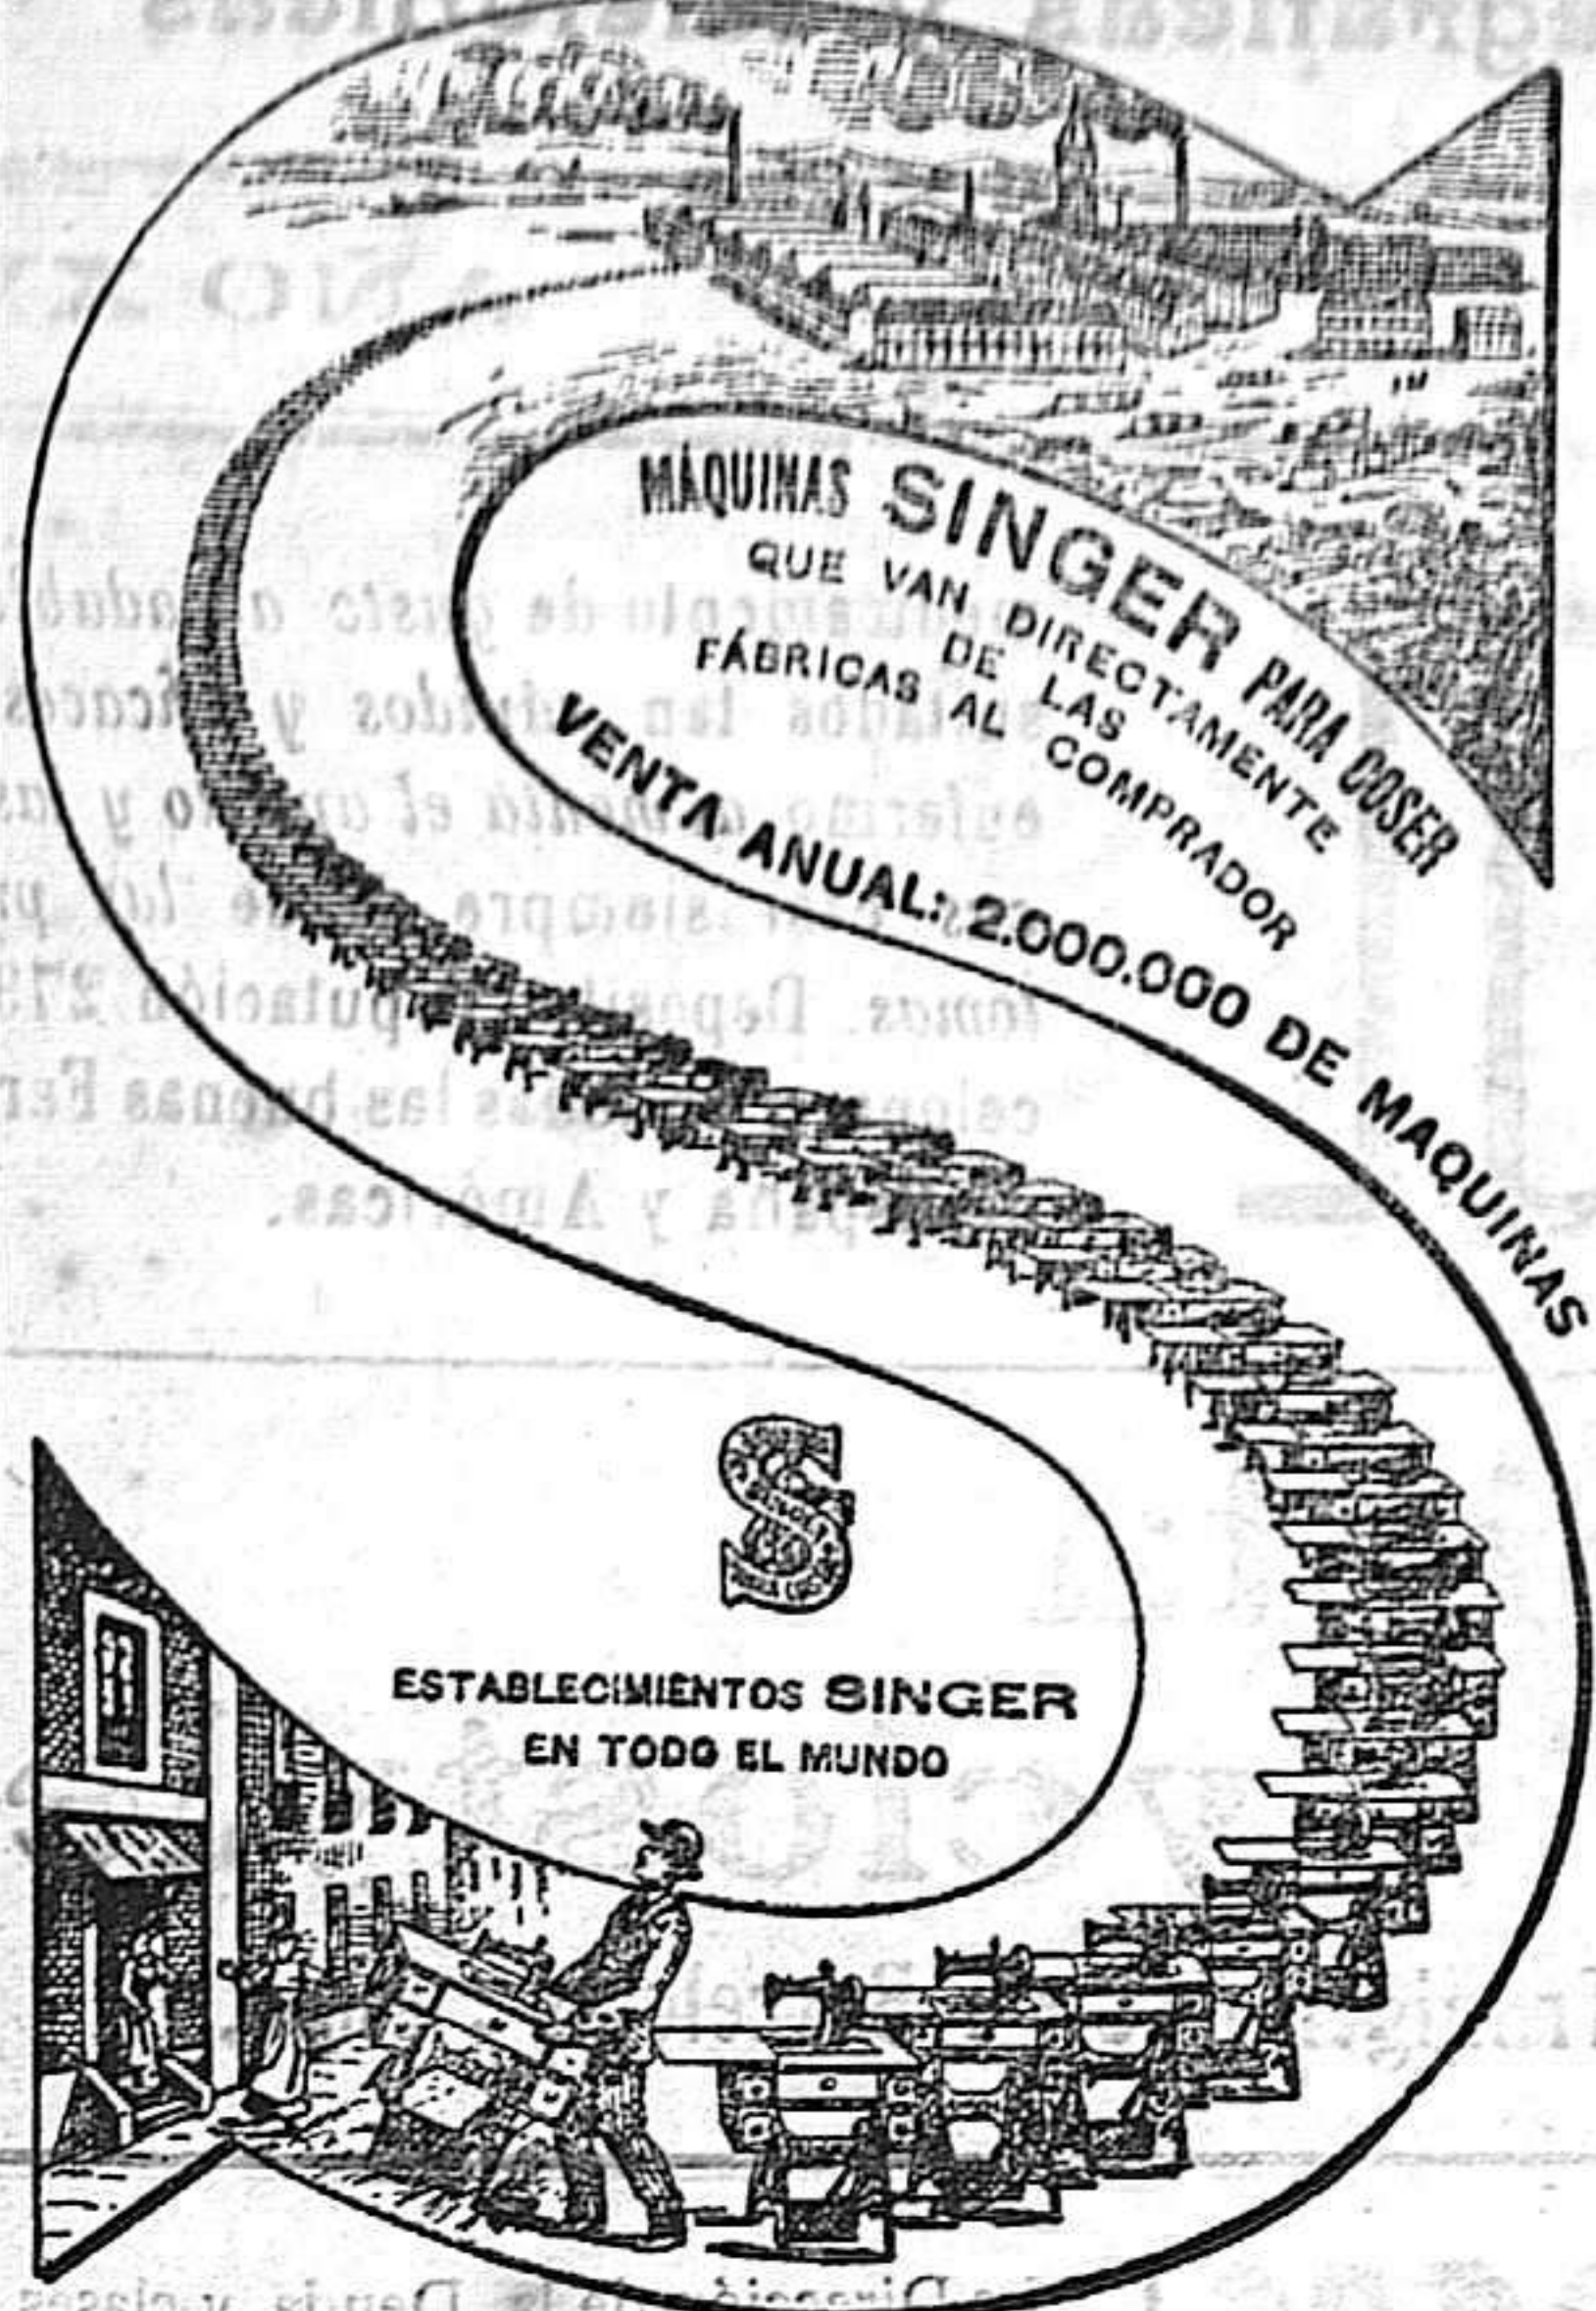 MÁQUINAS SINGER PARA COSER
QUE VAN DIRECTAMENTE
DE LAS
FÁBRICAS AL COMPRADOR
VENTA ANUAL: 2.000.000 DE MAQUINAS
S
ESTABLECIMIENTOS SINGER
EN TODO EL MUNDO